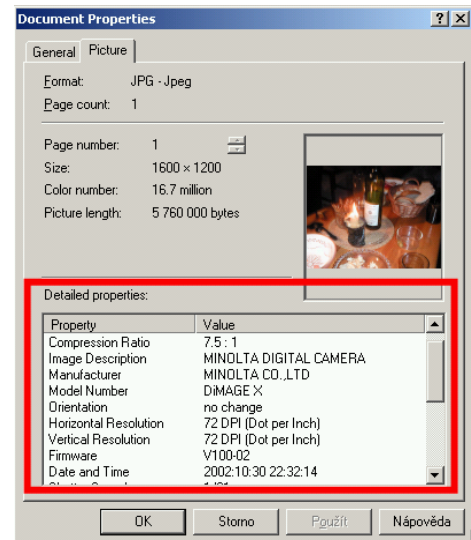 Document Properties
General Picture
Format: JPG - Jpeg
Page count: 1
Page number: 1
Size: 1600 × 1200
Color number: 16.7 million
Picture length: 5 760 000 bytes
Detailed properties:
Property Value
Compression Ratio 7.5 : 1
Image Description MINOLTA DIGITAL CAMERA
Manufacturer MINOLTA CO.,LTD
Model Number DiMAGE X
Orientation no change
Horizontal Resolution 72 DPI (Dot per Inch)
Vertical Resolution 72 DPI (Dot per Inch)
Firmware V100-02
Date and Time 2002:10:30 22:32:14
OK Storno Použít Nápověda